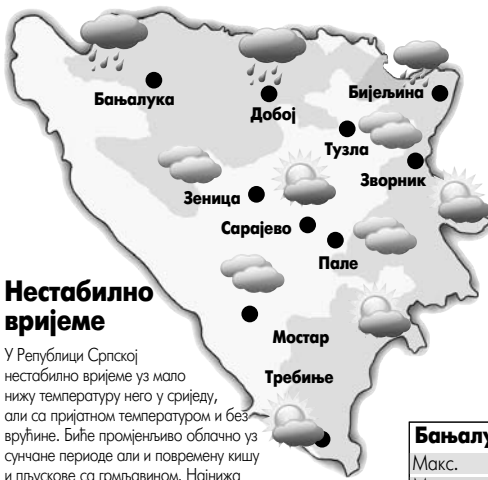 Бањалука
Добој
Бијељина
Тузла
Зворник
Зеница
Сарајево
Пале
Мостар
Требиње
Нестабилно
вријеме
У Републици Српској
нестабилно вријеме уз мало
нижу температуру него у сриједу,
али са пријатном температуром и без
врућине. Биће промјенљиво облачно уз
сунчане периоде али и повремену кишу
и пљускове са грмљавином. Најнижа
Макс.